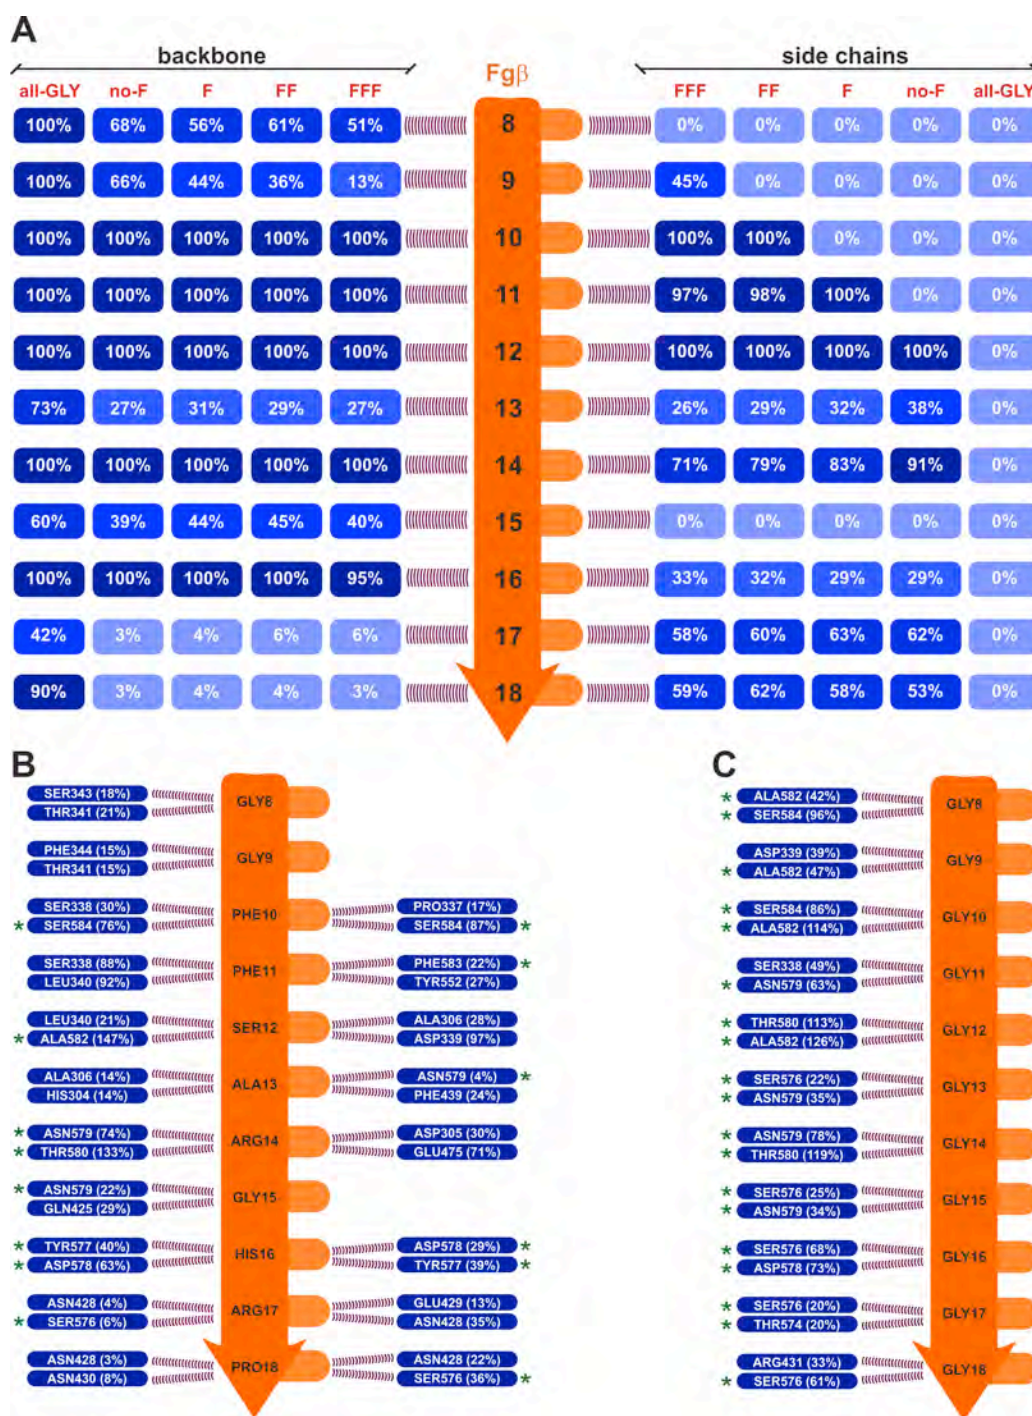 A
backbone
side chains
Fgβ
all-GLY no-F F FF FFF FFF FF F no-F all-GLY
100% 68% 56% 61% 51% 8 0% 0% 0% 0% 0%
100% 66% 44% 36% 13% 9 45% 0% 0% 0% 0%
100% 100% 100% 100% 100% 10 100% 100% 0% 0% 0%
100% 100% 100% 100% 100% 11 97% 98% 100% 0% 0%
100% 100% 100% 100% 100% 12 100% 100% 100% 100% 0%
73% 27% 31% 29% 27% 13 26% 29% 32% 38% 0%
100% 100% 100% 100% 100% 14 71% 79% 83% 91% 0%
60% 39% 44% 45% 40% 15 0% 0% 0% 0% 0%
100% 100% 100% 100% 95% 16 33% 32% 29% 29% 0%
42% 3% 4% 6% 6% 17 58% 60% 63% 62% 0%
90% 3% 4% 4% 3% 18 59% 62% 58% 53% 0%
B
SER343 (18%)
THR341 (21%)
GLY8
PHE344 (15%)
THR341 (15%)
GLY9
SER338 (30%)
* SER584 (76%)
PHE10
PRO337 (17%)
SER584 (87%) *
SER338 (88%)
LEU340 (92%)
PHE11
PHE583 (22%) *
TYR552 (27%)
LEU340 (21%)
* ALA582 (147%)
SER12
ALA306 (28%)
ASP339 (97%)
ALA306 (14%)
HIS304 (14%)
ALA13
ASN579 (4%) *
PHE439 (24%)
* ASN579 (74%)
* THR580 (133%)
ARG14
ASP305 (30%)
GLU475 (71%)
* ASN579 (22%)
GLN425 (29%)
GLY15
* TYR577 (40%)
* ASP578 (63%)
HIS16
ASP578 (29%) *
TYR577 (39%) *
ASN428 (4%)
* SER576 (6%)
ARG17
GLU429 (13%)
ASN428 (35%)
ASN428 (3%)
ASN430 (8%)
PRO18
ASN428 (22%)
SER576 (36%) *
C
* ALA582 (42%)
* SER584 (96%)
GLY8
ASP339 (39%)
* ALA582 (47%)
GLY9
* SER584 (86%)
* ALA582 (114%)
GLY10
SER338 (49%)
* ASN579 (63%)
GLY11
* THR580 (113%)
* ALA582 (126%)
GLY12
* SER576 (22%)
* ASN579 (35%)
GLY13
* ASN579 (78%)
* THR580 (119%)
GLY14
* SER576 (25%)
* ASN579 (34%)
GLY15
* SER576 (68%)
* ASP578 (73%)
GLY16
* SER576 (20%)
* THR574 (20%)
GLY17
ARG431 (33%)
* SER576 (61%)
GLY18